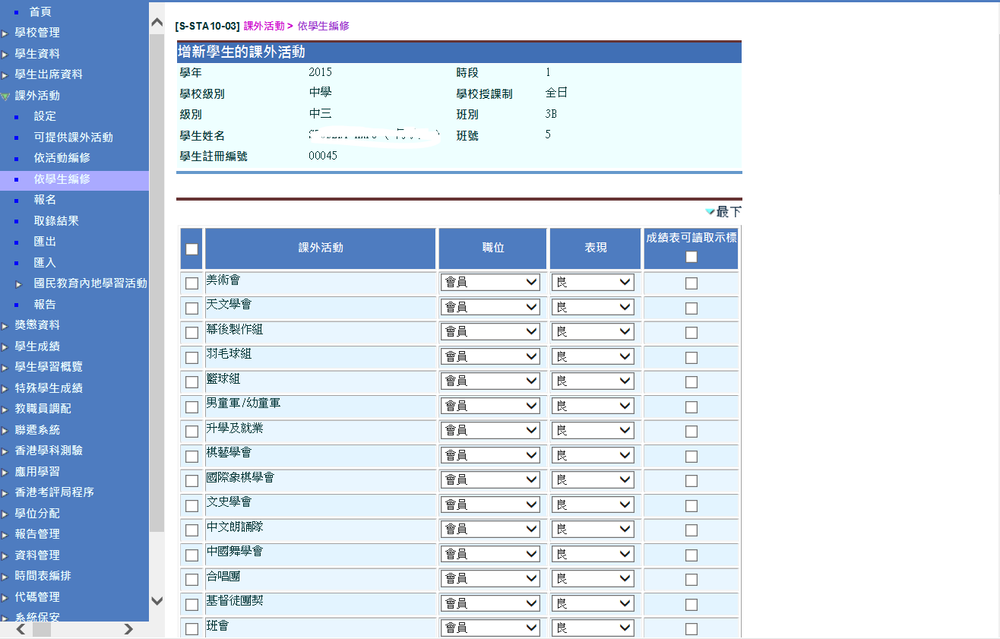 首頁
學校管理
學生資料
學生出席資料
課外活動
設定
可提供課外活動
依活動編修
依學生編修
報名
取錄結果
匯出
匯入
國民教育內地學習活動
報告
獎懲資料
學生成績
學生學習概覽
特殊學生成績
教職員調配
聯遞系統
香港學科測驗
應用學習
香港考評局程序
學位分配
報告管理
資料管理
時間表編排
代碼管理
系統保安
[S-STA10-03] 課外活動 > 依學生編修
增新學生的課外活動
學年 2015 時段 1
學校級別 中學 學校授課制 全日
級別 中三 班別 3B
學生姓名 班號 5
學生註冊編號 00045
最下
課外活動 職位 表現 成績表可讀取示標
美術會 會員 良
天文學會 會員 良
幕後製作組 會員 良
羽毛球組 會員 良
籃球組 會員 良
男童軍/幼童軍 會員 良
升學及就業 會員 良
棋藝學會 會員 良
國際象棋學會 會員 良
文史學會 會員 良
中文朗誦隊 會員 良
中國舞學會 會員 良
合唱團 會員 良
基督徒團契 會員 良
班會 會員 良